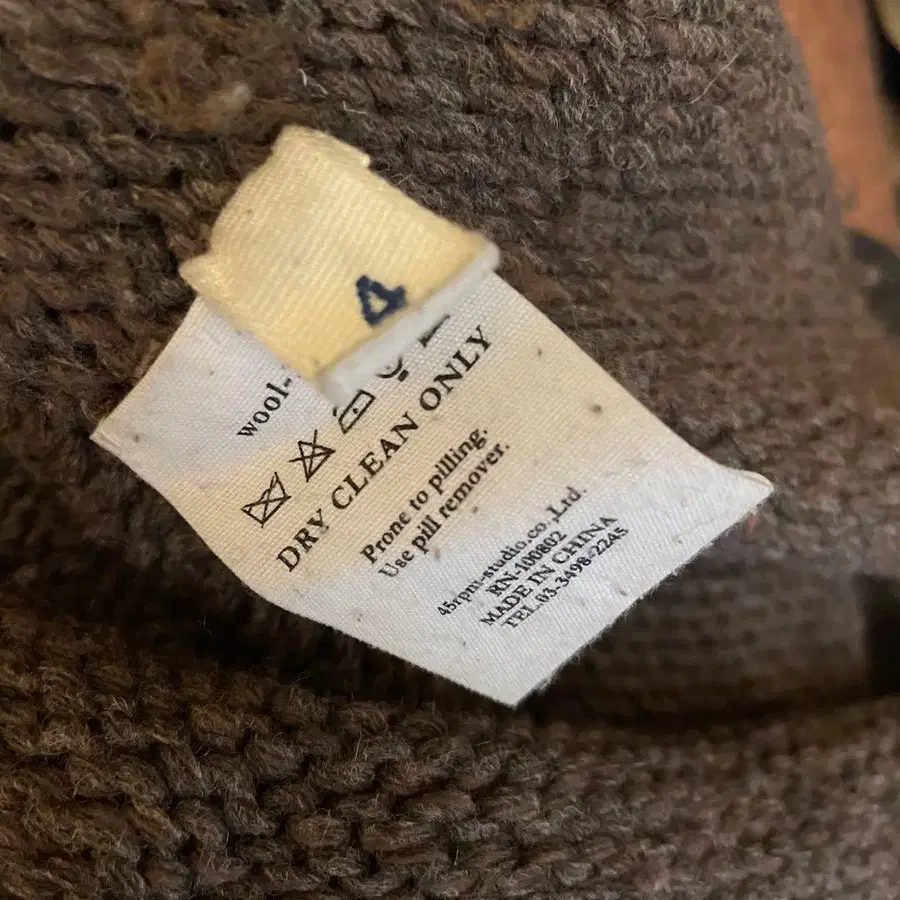 4
wool-
DRY CLEAN ONLY
Prone to pilling.
Use pill remover.
45rpm-studio.co.,Ltd.
RN-100802
MADE IN CHINA
TEL.03-3498-2245